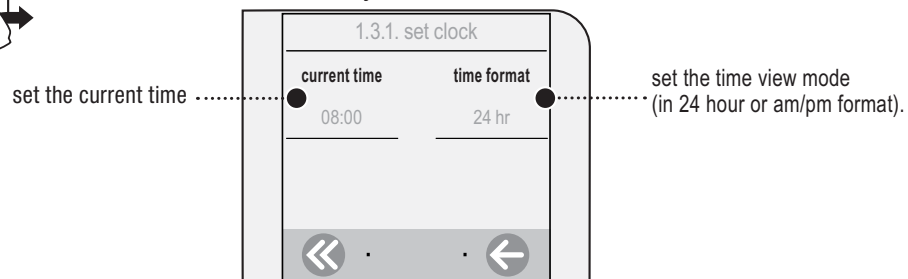 1.3.1. set clock
current time time format
set the current time
08:00 24 hr
set the time view mode
(in 24 hour or am/pm format).